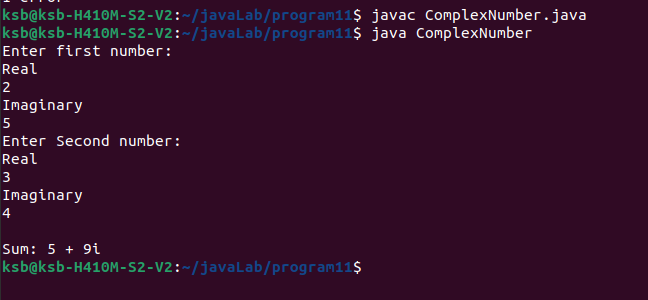 1 error
ksb@ksb-H410M-S2-V2:~/javaLab/program11$ javac ComplexNumber.java
ksb@ksb-H410M-S2-V2:~/javaLab/program11$ java ComplexNumber
Enter first number:
Real
2
Imaginary
5
Enter Second number:
Real
3
Imaginary
4
Sum: 5 + 9i
ksb@ksb-H410M-S2-V2:~/javaLab/program11$